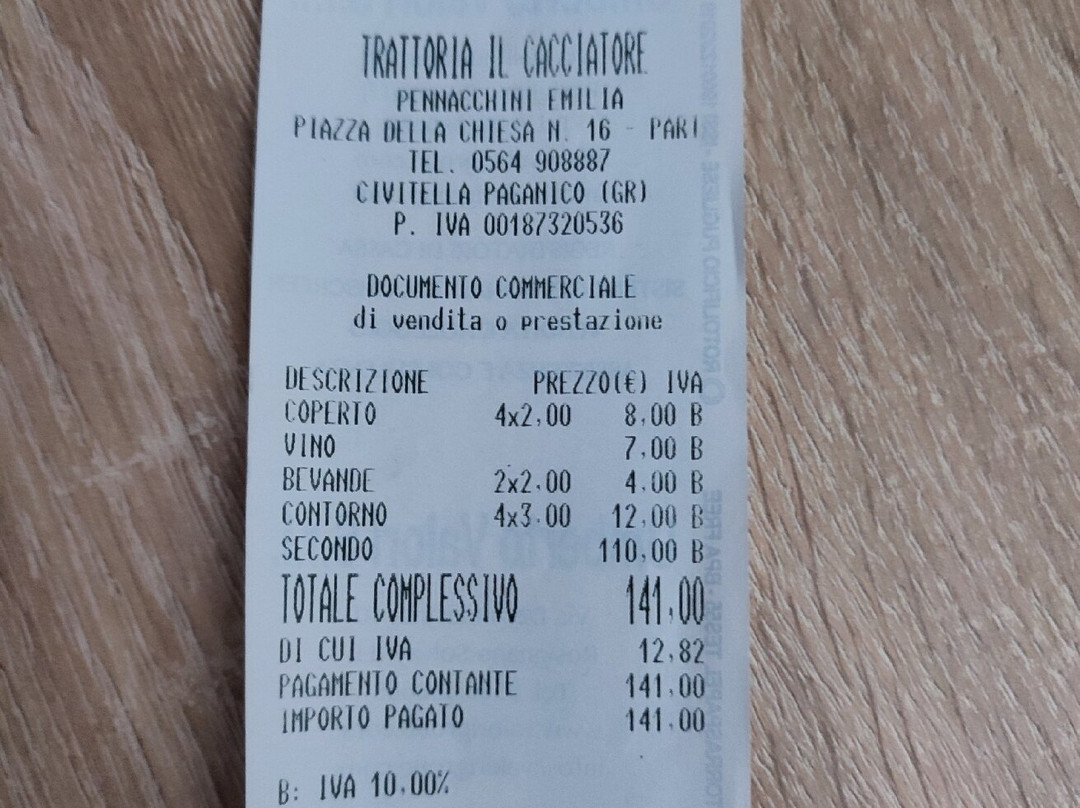 TRATTORIA IL CACCIATORE
PENNACCHINI EMILIA
PIAZZA DELLA CHIESA N. 16 - PARI
TEL. 0564 908887
CIVITELLA PAGANICO (GR)
P. IVA 00187320536
DOCUMENTO COMMERCIALE
di vendita o prestazione
DESCRIZIONE PREZZO(€) IVA
COPERTO 4x2,00 8,00 B
VINO 7,00 B
BEVANDE 2x2,00 4,00 B
CONTORNO 4x3,00 12,00 B
SECONDO 110,00 B
TOTALE COMPLESSIVO 141,00
DI CUI IVA 12,82
PAGAMENTO CONTANTE 141,00
IMPORTO PAGATO 141,00
B: IVA 10,00%